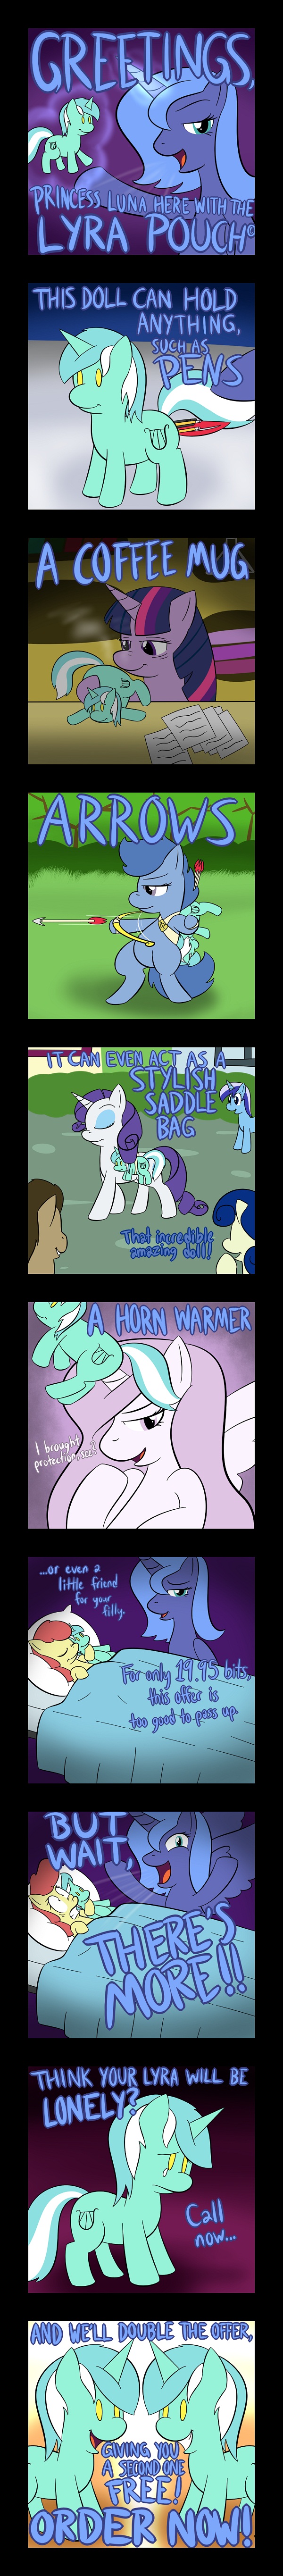 GREETINGS,
PRINCESS LUNA HERE WITH THE
LYRA POUCH©
THIS DOLL CAN HOLD
ANYTHING,
SUCH AS
PENS
A COFFEE MUG
ARROWS
IT CAN EVEN ACT AS A
STYLISH
SADDLE
BAG
That incredible
amazing doll!
A HORN WARMER
I brought
protection, see?
...or even a
little friend
for your
filly.
For only 19.95 bits,
this offer is
too good to pass up.
BUT
WAIT,
THERE'S
MORE!!
THINK YOUR LYRA WILL BE
LONELY?
Call
now...
AND WE'LL DOUBLE THE OFFER,
GIVING YOU
A SECOND ONE
FREE!
ORDER NOW!